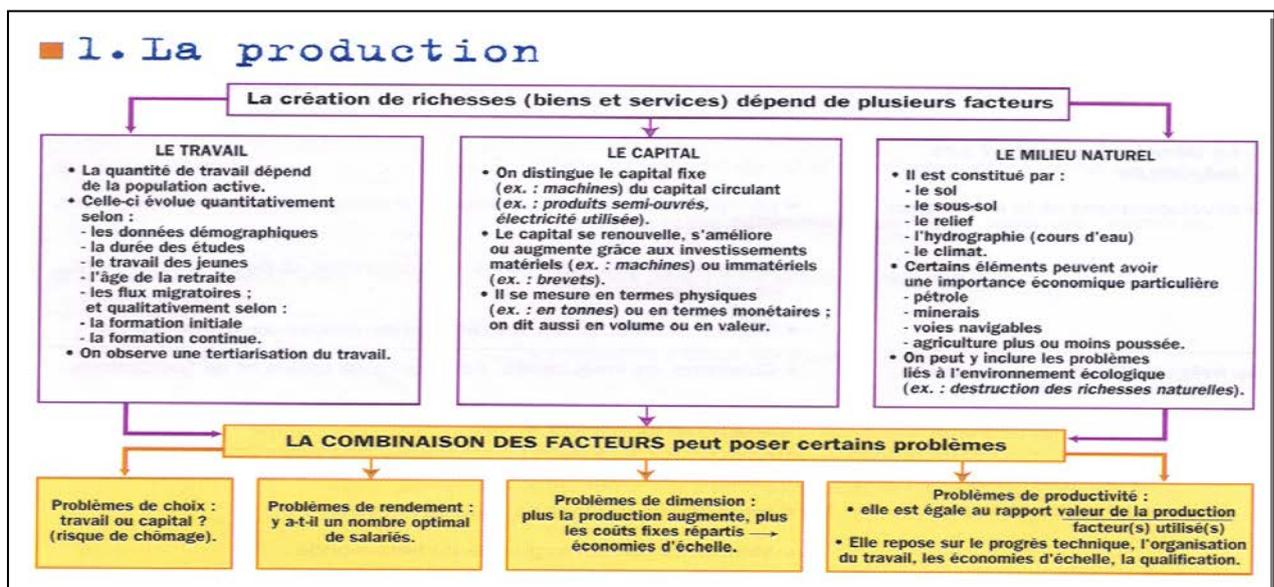 1. La production
La création de richesses (biens et services) dépend de plusieurs facteurs
LE TRAVAIL
• La quantité de travail dépend
de la population active.
• Celle-ci évolue quantitativement
selon :
- les données démographiques
- la durée des études
- le travail des jeunes
- l'âge de la retraite
- les flux migratoires ;
et qualitativement selon :
- la formation initiale
- la formation continue.
• On observe une tertiarisation du travail.
LE CAPITAL
• On distingue le capital fixe
(ex. : machines) du capital circulant
(ex. : produits semi-ouvrés,
électricité utilisée).
• Le capital se renouvelle, s'améliore
ou augmente grâce aux investissements
matériels (ex. : machines) ou immatériels
(ex. : brevets).
• Il se mesure en termes physiques
(ex. : en tonnes) ou en termes monétaires ;
on dit aussi en volume ou en valeur.
LE MILIEU NATUREL
• Il est constitué par :
- le sol
- le sous-sol
- le relief
- l'hydrographie (cours d'eau)
- le climat.
• Certains éléments peuvent avoir
une importance économique particulière
- pétrole
- minerais
- voies navigables
- agriculture plus ou moins poussée.
• On peut y inclure les problèmes
liés à l'environnement écologique
(ex. : destruction des richesses naturelles).
LA COMBINAISON DES FACTEURS peut poser certains problèmes
Problèmes de choix :
travail ou capital ?
(risque de chômage).
Problèmes de rendement :
y a-t-il un nombre optimal
de salariés.
Problèmes de dimension :
plus la production augmente, plus
les coûts fixes répartis →
économies d'échelle.
Problèmes de productivité :
• elle est égale au rapport valeur de la production
facteur(s) utilisé(s)
• Elle repose sur le progrès technique, l'organisation
du travail, les économies d'échelle, la qualification.